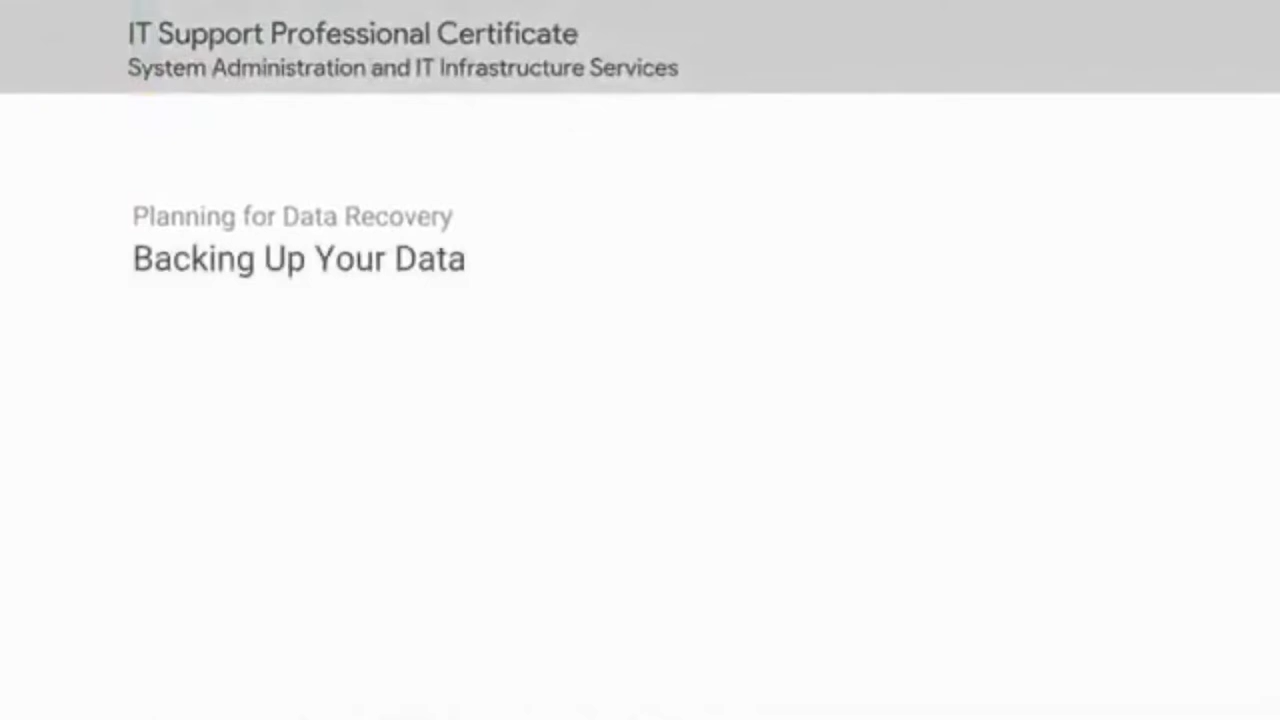 IT Support Professional Certificate
System Administration and IT Infrastructure Services
Planning for Data Recovery
Backing Up Your Data